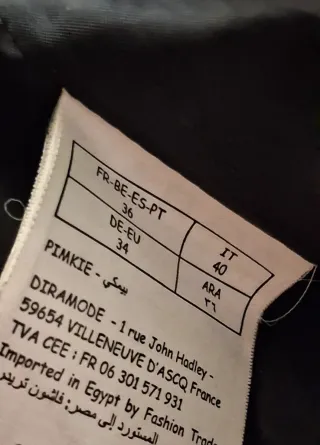 FR-BE-ES-PT
36
IT
40
DE-EU
34
ARA
٣٦
PIMKIE - بيمكي
DIRAMODE - 1 rue John Hadley -
59654 VILLENEUVE D'ASCQ France
TVA CEE : FR 06 301 571 931
Imported in Egypt by Fashion Trad
المستورد إلى مصر: فاشون تريدر